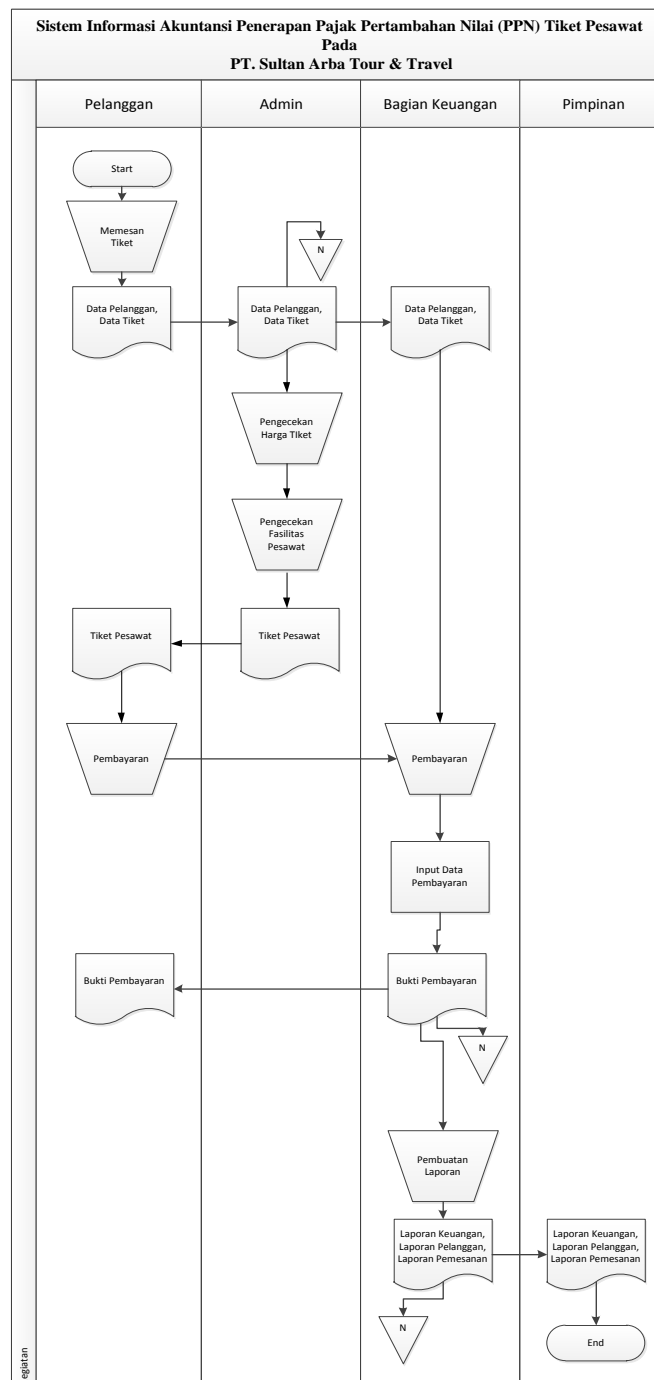 Sistem Informasi Akuntansi Penerapan Pajak Pertambahan Nilai (PPN) Tiket Pesawat
Pada
PT. Sultan Arba Tour & Travel
Pelanggan
Admin
Bagian Keuangan
Pimpinan
Start
Memesan
Tiket
N
Data Pelanggan,
Data Tiket
Data Pelanggan,
Data Tiket
Data Pelanggan,
Data Tiket
Pengecekan
Harga TIket
Pengecekan
Fasilitas
Pesawat
Tiket Pesawat
Tiket Pesawat
Pembayaran
Pembayaran
Input Data
Pembayaran
Bukti Pembayaran
Bukti Pembayaran
N
Pembuatan
Laporan
Laporan Keuangan,
Laporan Pelanggan,
Laporan Pemesanan
Laporan Keuangan,
Laporan Pelanggan,
Laporan Pemesanan
N
End
egiatan